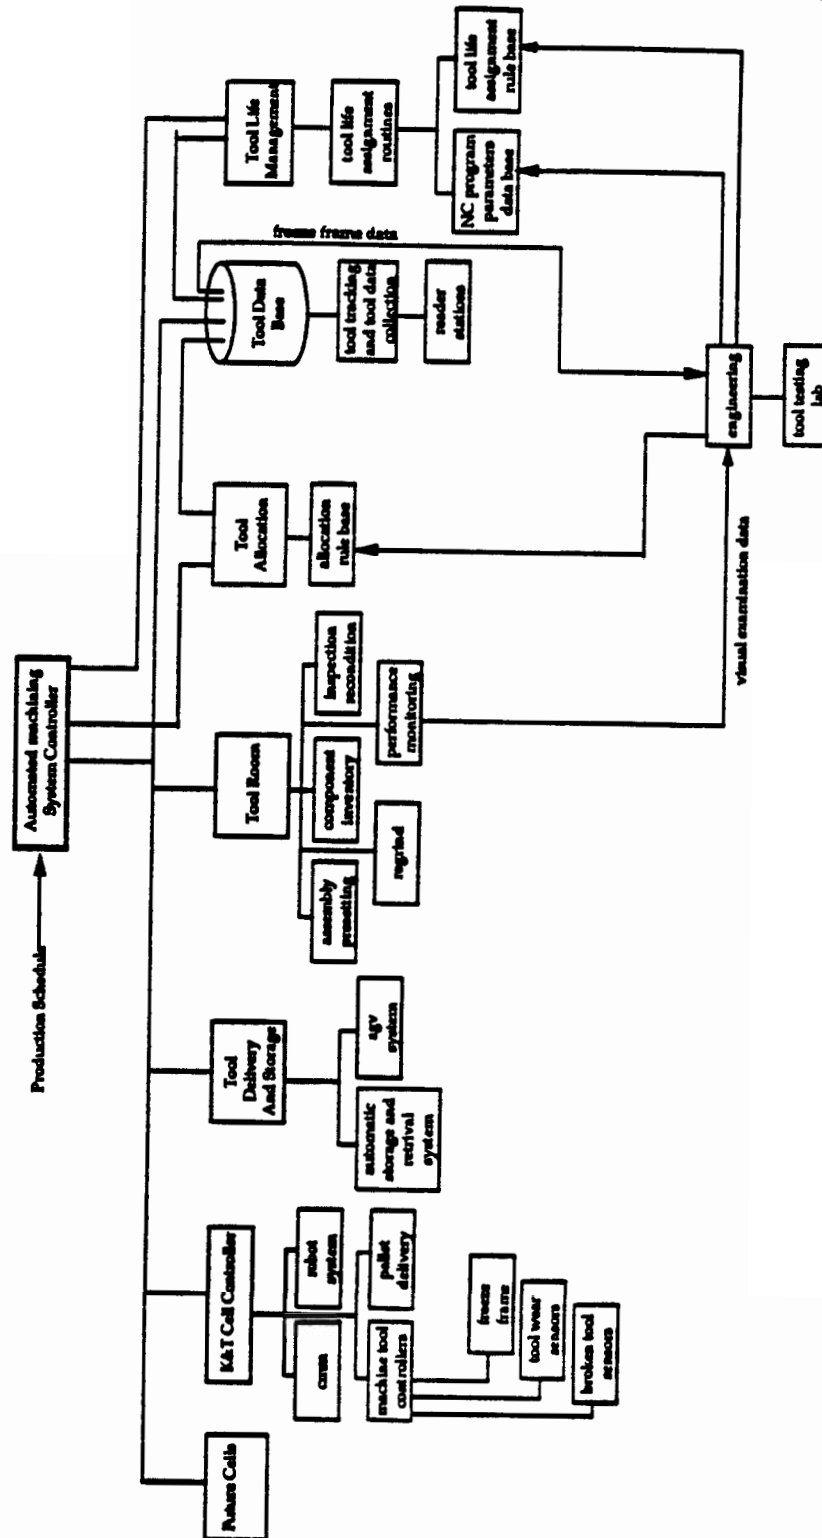 Production Schedule
Automated machining
System Controller
Future Cells
K&T Cell Controller
cmm
robot
system
machine tool
controllers
pallet
delivery
freeze
frame
tool wear
sensors
broken tool
sensors
Tool
Delivery
And Storage
automatic
storage and
retrival
system
agv
system
Tool Room
assembly
presetting
component
inventory
inspection
recondition
regrind
performance
monitoring
visual examination data
Tool
Allocation
allocation
rule base
Tool Data
Base
freeze frame data
tool tracking
and tool data
collection
reader
stations
Tool Life
Management
tool life
assignment
routines
NC program
parameters
data base
tool life
assignment
rule base
engineering
tool testing
lab